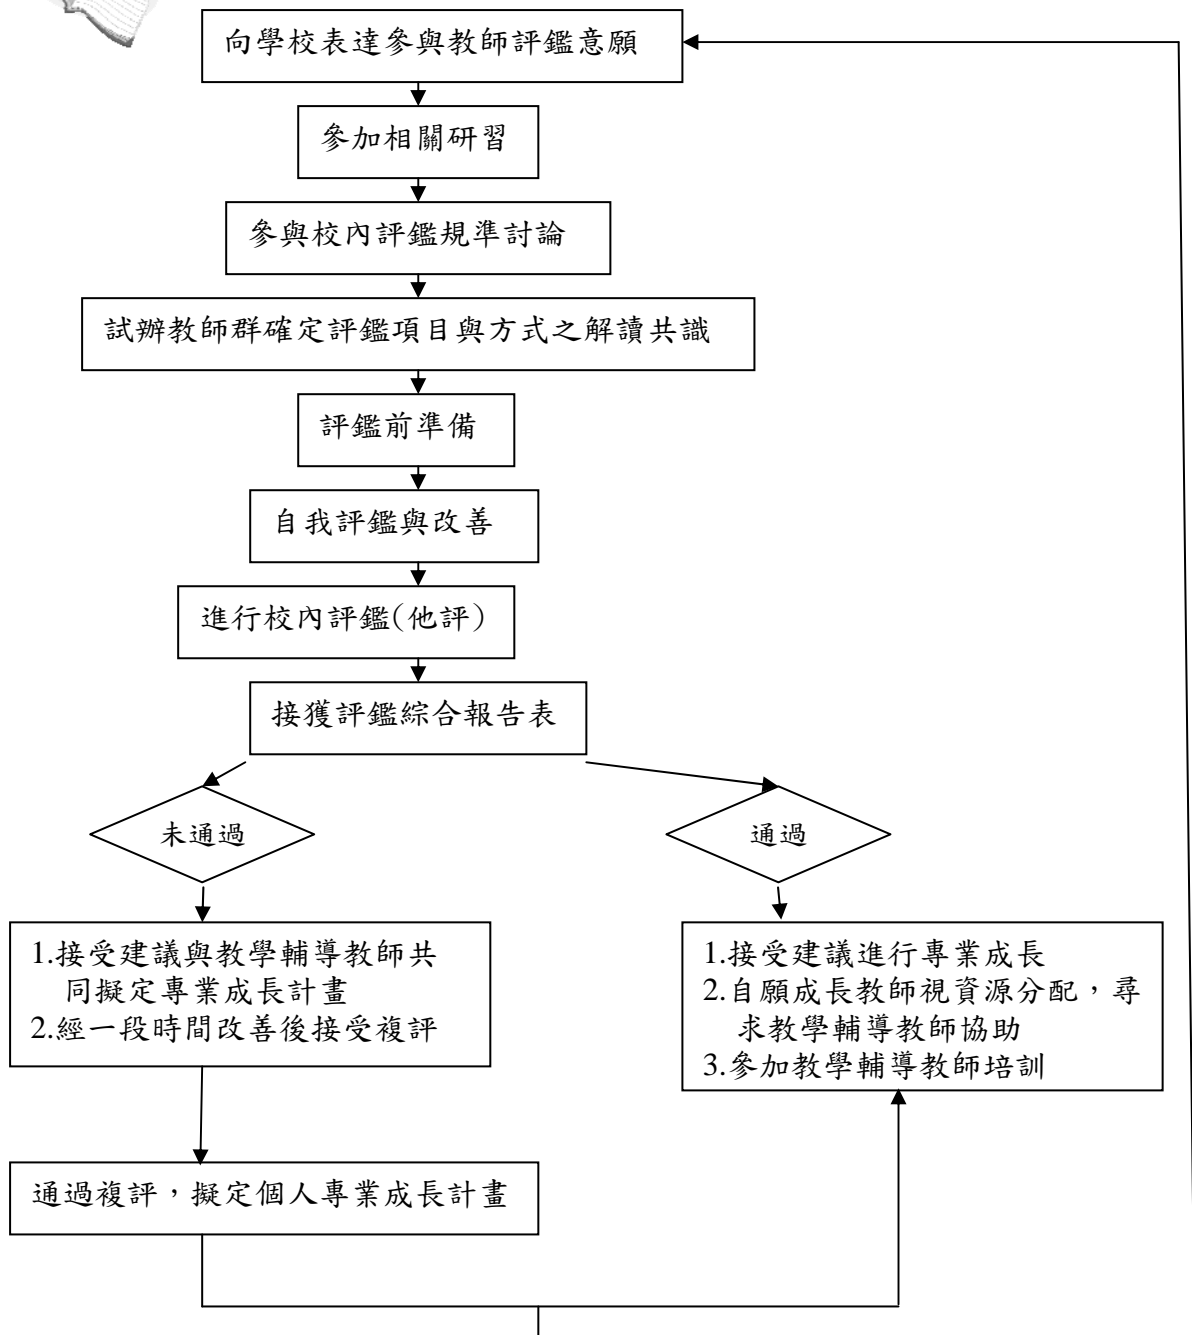 向學校表達參與教師評鑑意願
參加相關研習
參與校內評鑑規準討論
試辦教師群確定評鑑項目與方式之解讀共識
評鑑前準備
自我評鑑與改善
進行校內評鑑(他評)
接獲評鑑綜合報告表
未通過
通過
1.接受建議與教學輔導教師共
同擬定專業成長計畫
2.經一段時間改善後接受複評
1.接受建議進行專業成長
2.自願成長教師視資源分配，尋
求教學輔導教師協助
3.參加教學輔導教師培訓
通過複評，擬定個人專業成長計畫